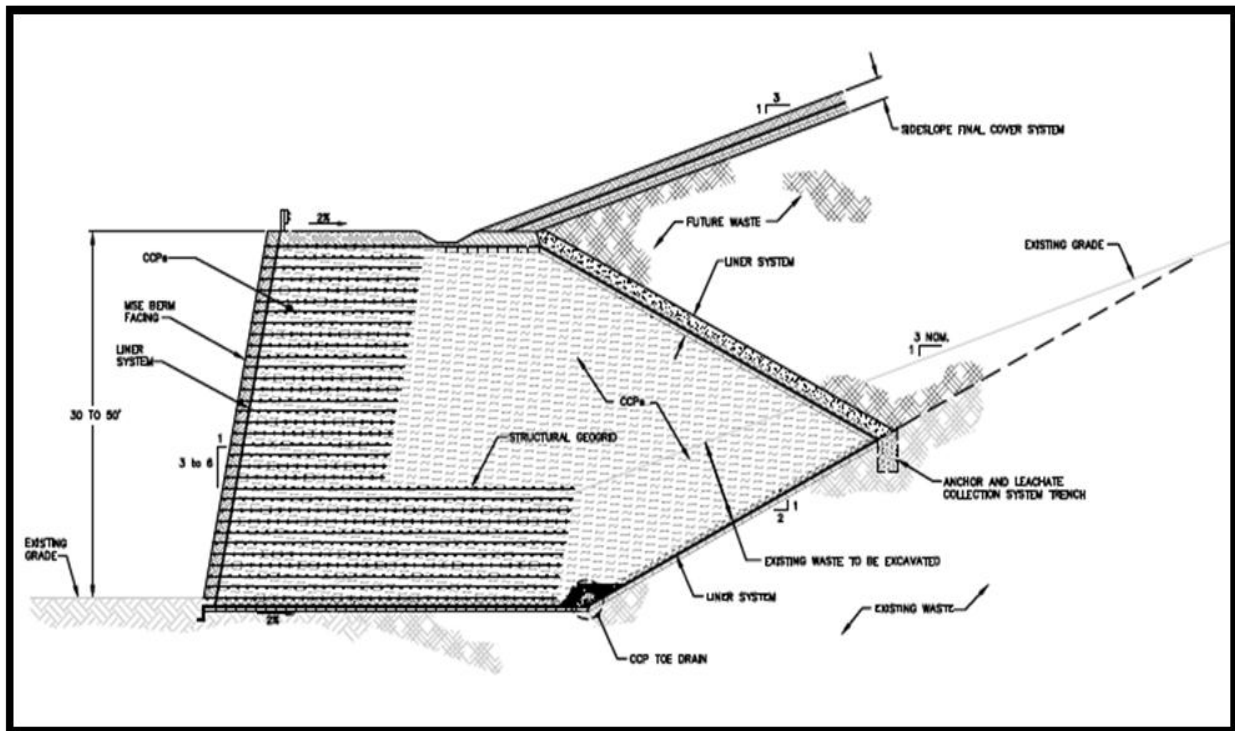 3
1
SIDESLOPE FINAL COVER SYSTEM
2%
FUTURE WASTE
EXISTING GRADE
CCPs
LINER SYSTEM
MSE BERM
FACING
LINER
SYSTEM
3 NOM.
1
30 TO 50'
CCPs
STRUCTURAL GEOGRID
1
3 to 6
ANCHOR AND LEACHATE
COLLECTION SYSTEM TRENCH
1
2
EXISTING
GRADE
EXISTING WASTE TO BE EXCAVATED
LINER SYSTEM
EXISTING WASTE
2%
CCP TOE DRAIN